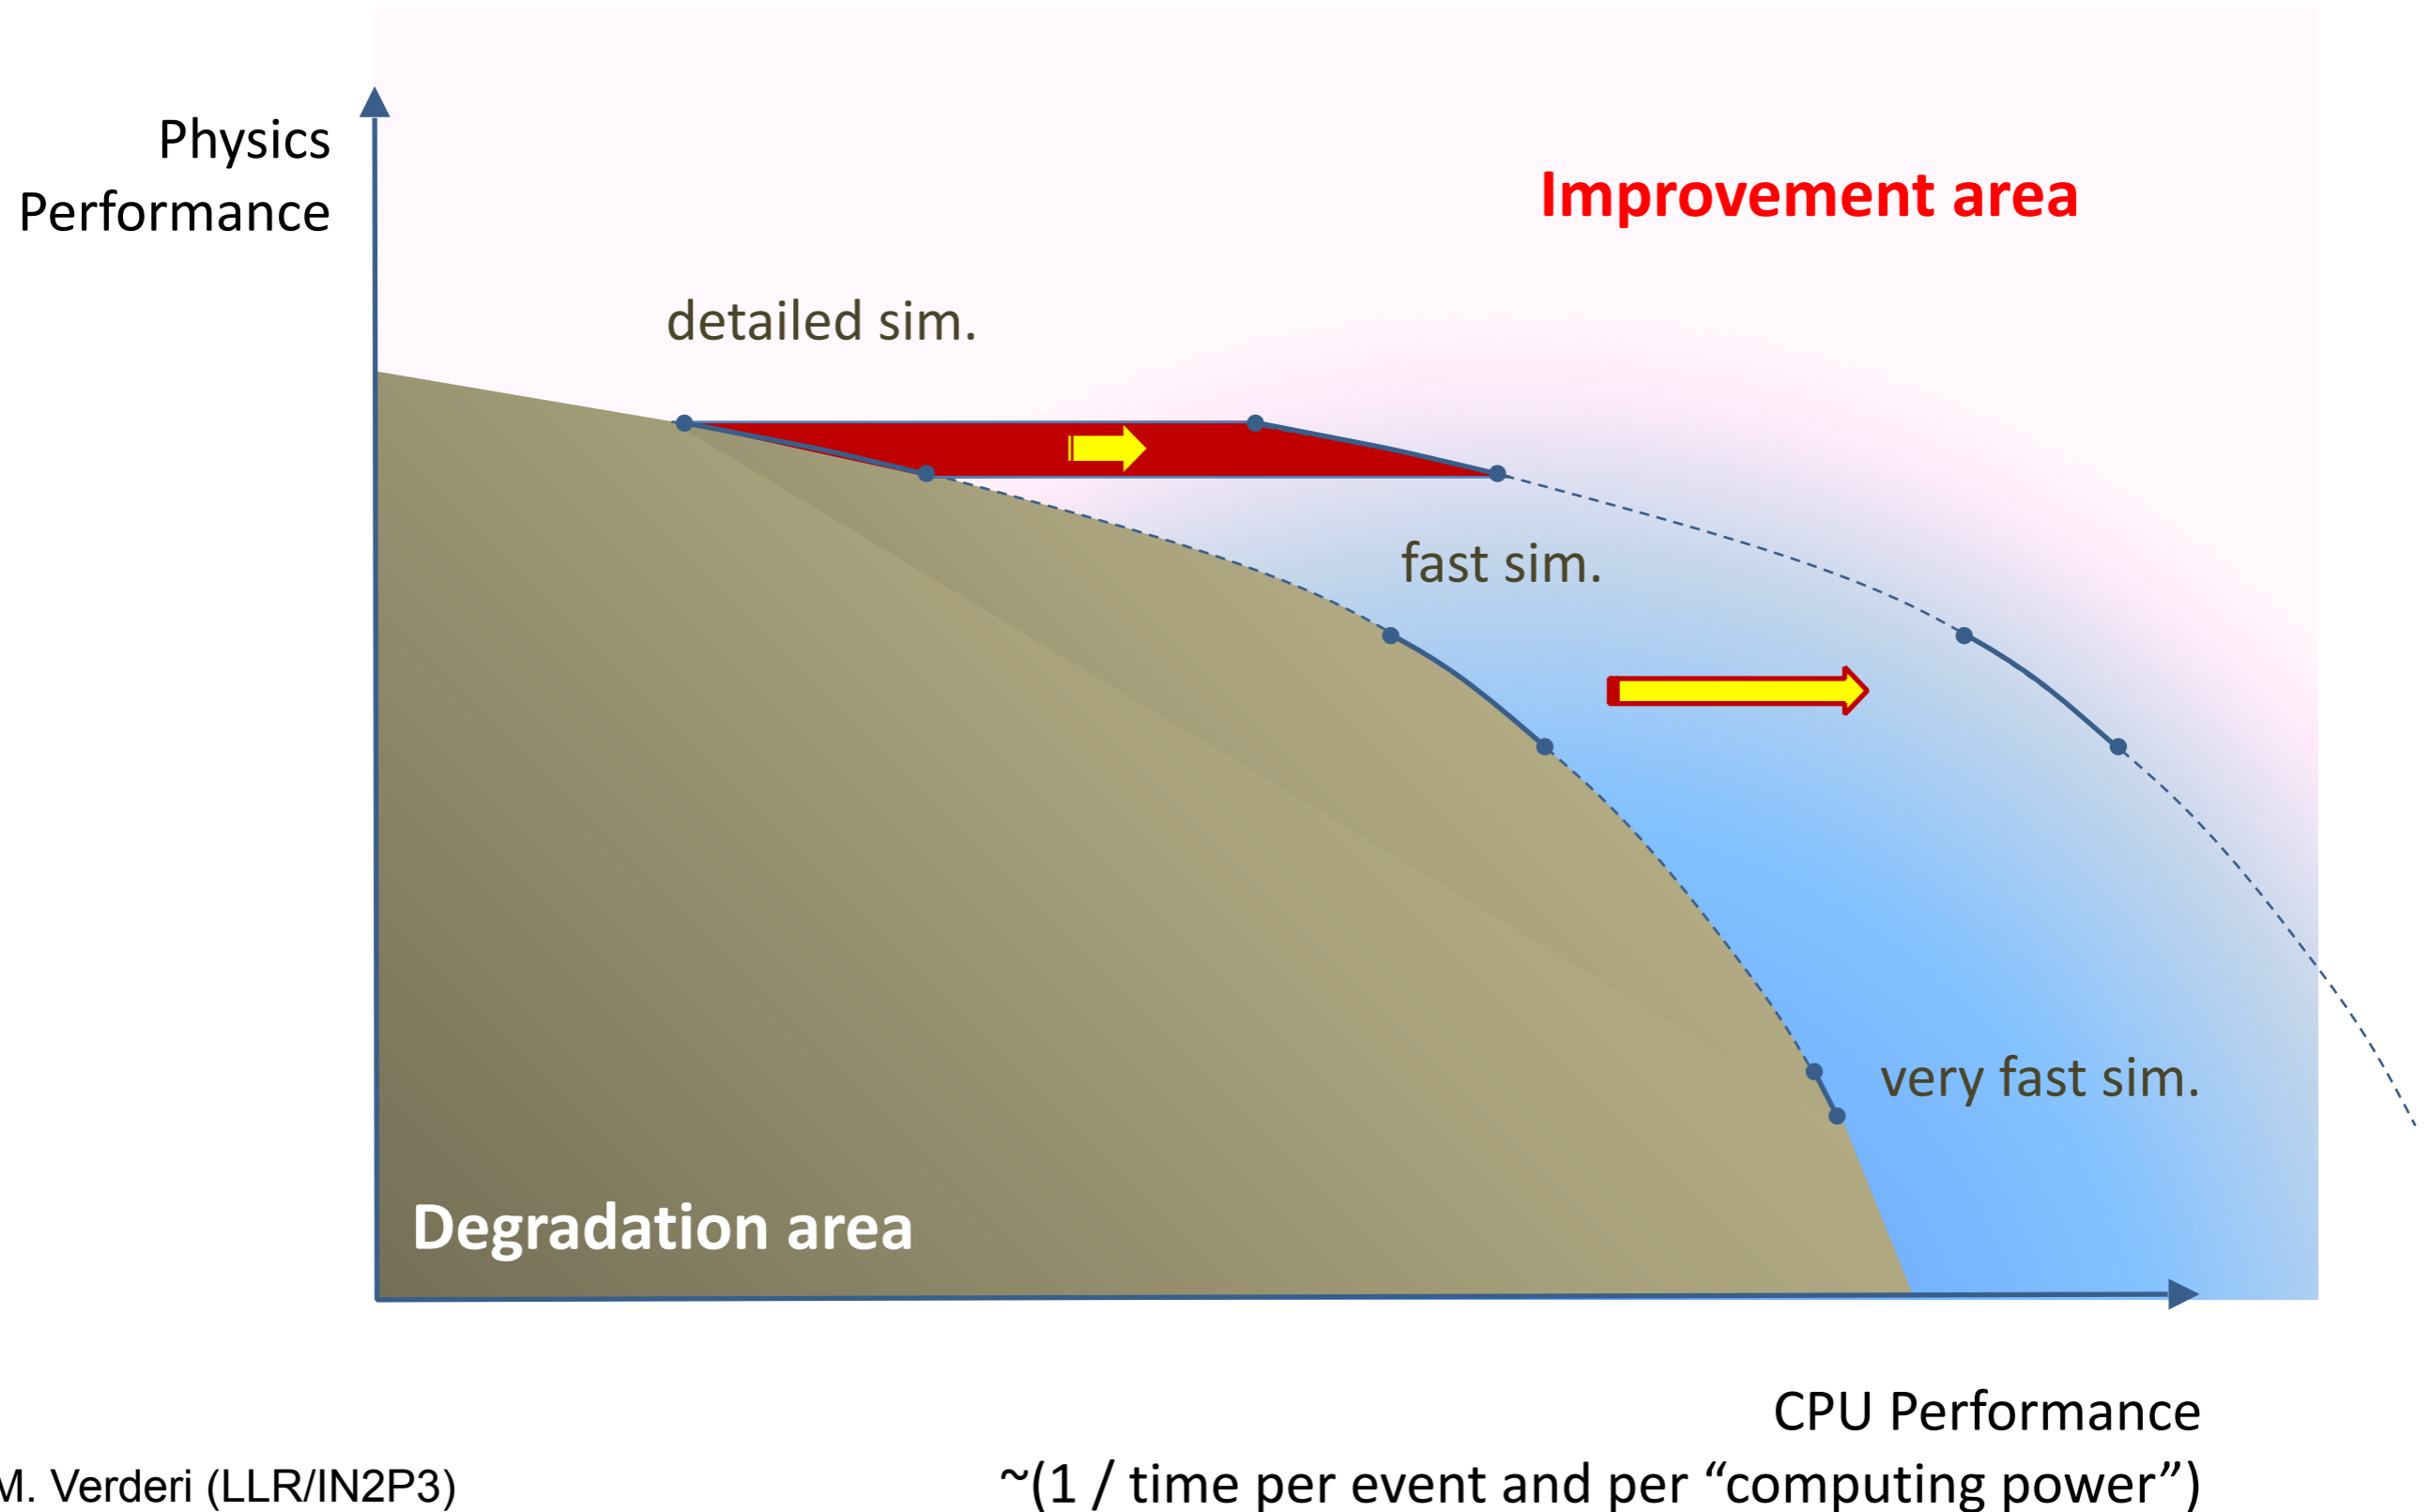 Physics
Performance
Improvement area
detailed sim.
fast sim.
very fast sim.
Degradation area
CPU Performance
~(1 / time per event and per “computing power”)
M. Verderi (LLR/IN2P3)